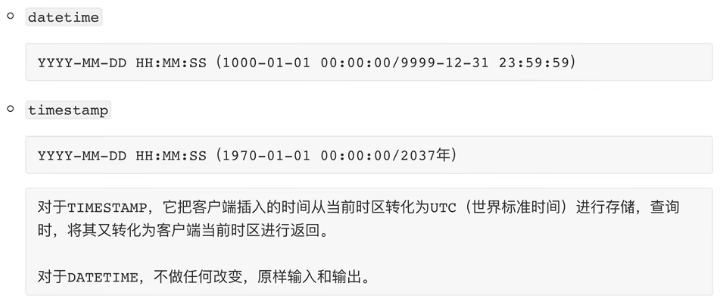 datetime
YYYY-MM-DD HH:MM:SS（1000-01-01 00:00:00/9999-12-31 23:59:59）
timestamp
YYYY-MM-DD HH:MM:SS（1970-01-01 00:00:00/2037年）
对于TIMESTAMP，它把客户端插入的时间从当前时区转化为UTC（世界标准时间）进行存储，查询
时，将其又转化为客户端当前时区进行返回。
对于DATETIME，不做任何改变，原样输入和输出。